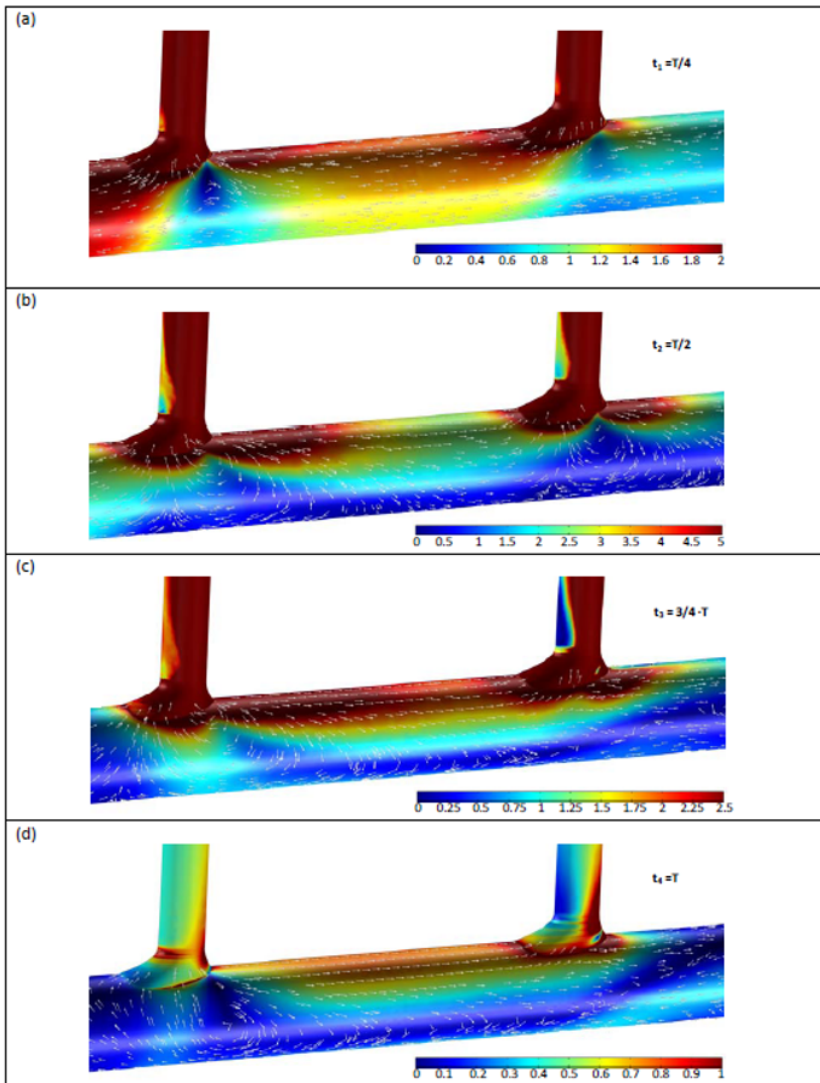 (a)
t₁ =T/4
0 0.2 0.4 0.6 0.8 1 1.2 1.4 1.6 1.8 2
(b)
t₂ =T/2
0 0.5 1 1.5 2 2.5 3 3.5 4 4.5 5
(c)
t₃ = 3/4 ·T
0 0.25 0.5 0.75 1 1.25 1.5 1.75 2 2.25 2.5
(d)
t₄ =T
0 0.1 0.2 0.3 0.4 0.5 0.6 0.7 0.8 0.9 1